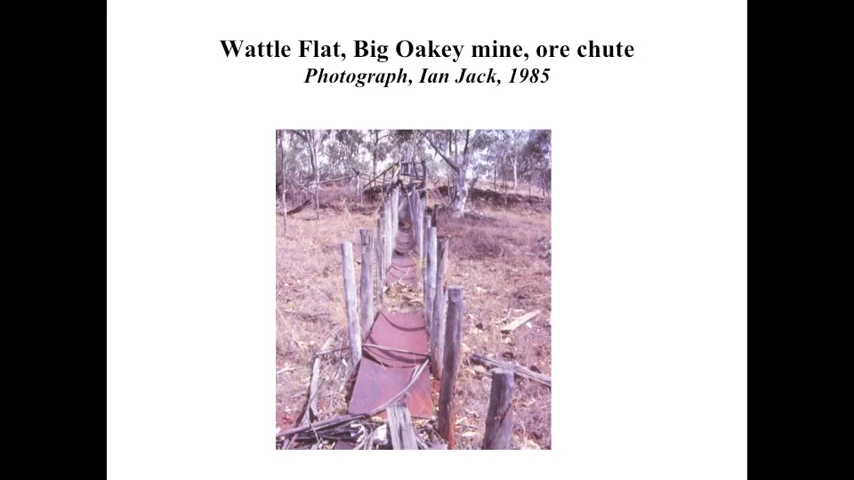 Wattle Flat, Big Oakey mine, ore chute
Photograph, Ian Jack, 1985